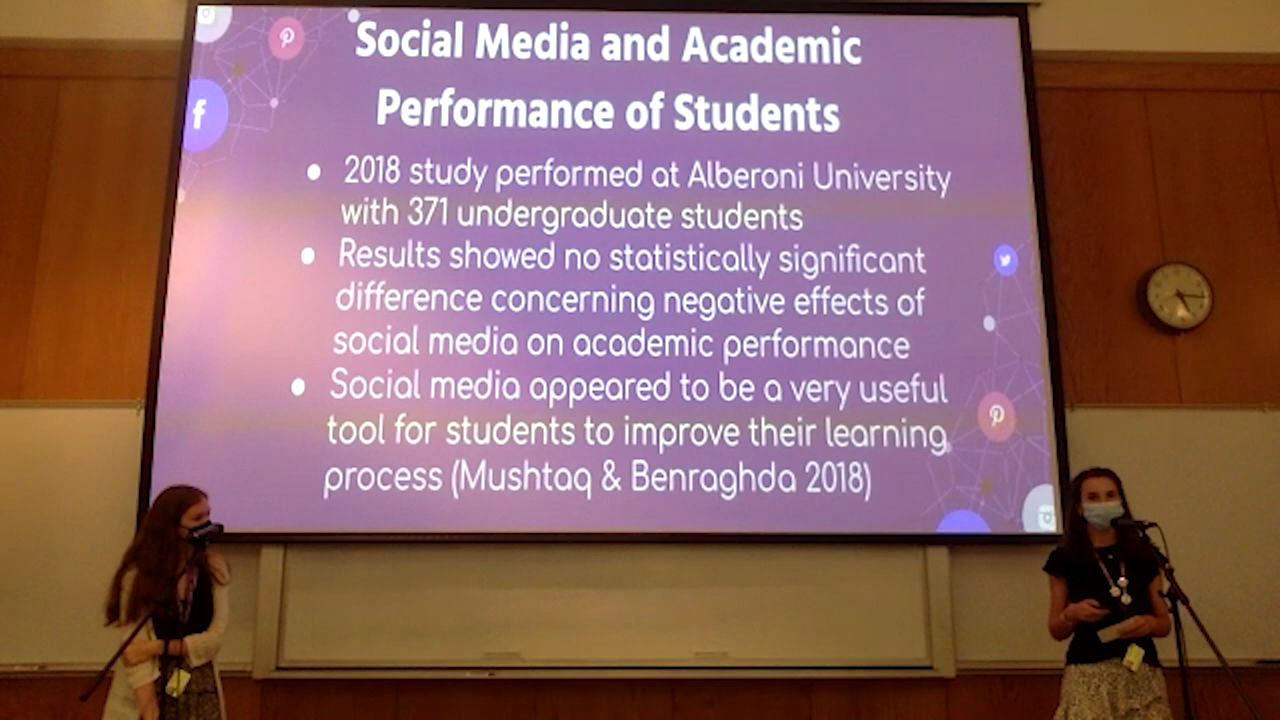 Social Media and Academic
Performance of Students
• 2018 study performed at Alberoni University
with 371 undergraduate students
• Results showed no statistically significant
difference concerning negative effects of
social media on academic performance
• Social media appeared to be a very useful
tool for students to improve their learning
process (Mushtaq & Benraghda 2018)